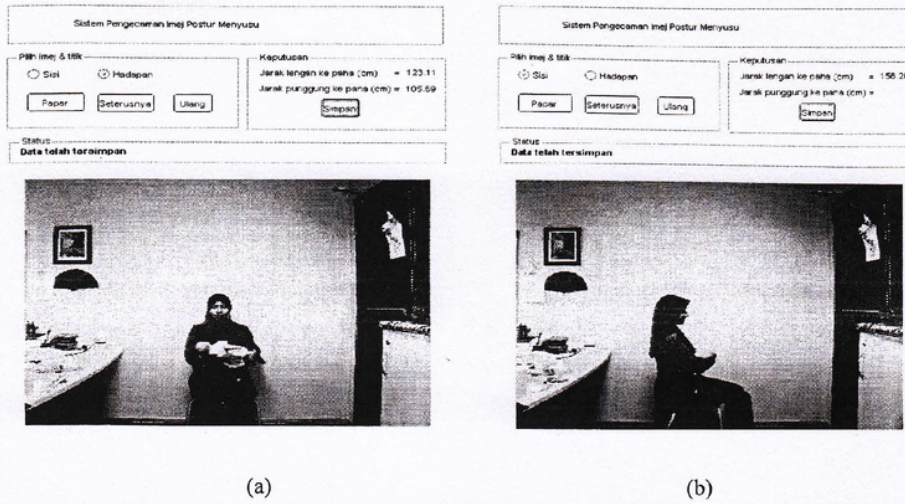 Sistem Pengecaman Imej Postur Menyusu
Pilih imej & titik
Sisi
Hadapan
Papar
Seterusnya
Ulang
Keputusan
Jarak lengan ke paha (cm) = 123.11
Jarak punggung ke paha (cm) = 105.69
Simpan
Status
Data telah tersimpan
(a)
Sistem Pengecaman Imej Postur Menyusu
Pilih imej & titik
Sisi
Hadapan
Papar
Seterusnya
Ulang
Keputusan
Jarak lengan ke paha (cm) =
Jarak punggung ke paha (cm) =
Simpan
Status
Data telah tersimpan
(b)